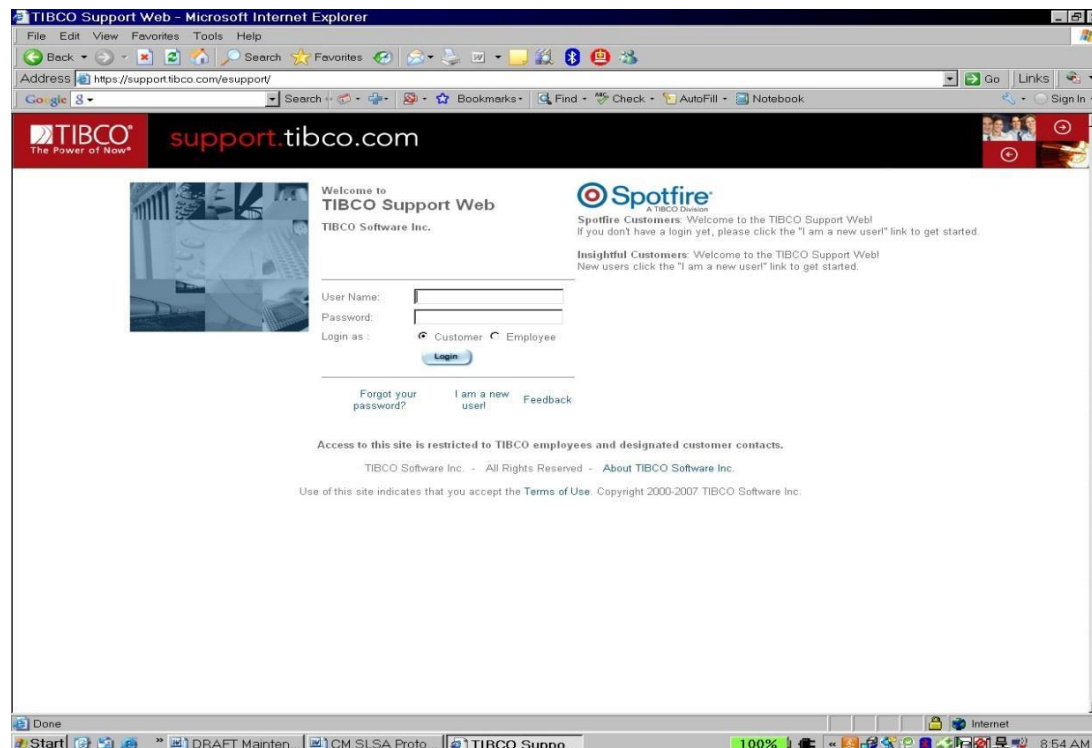 TIBCO Support Web - Microsoft Internet Explorer
File Edit View Favorites Tools Help
Back Search Favorites
Address https://support.tibco.com/esupport/ Go Links
Google Search Bookmarks Find Check AutoFill Notebook Sign In
TIBCO®
The Power of Now®
support.tibco.com
Welcome to
TIBCO Support Web
TIBCO Software Inc.
Spotfire
A TIBCO Division
Spotfire Customers: Welcome to the TIBCO Support Web!
If you don't have a login yet, please click the "I am a new user!" link to get started.
Insightful Customers: Welcome to the TIBCO Support Web!
New users click the "I am a new user!" link to get started.
User Name:
Password:
Login as : Customer Employee
Login
Forgot your password?
I am a new user!
Feedback
Access to this site is restricted to TIBCO employees and designated customer contacts.
TIBCO Software Inc. - All Rights Reserved - About TIBCO Software Inc.
Use of this site indicates that you accept the Terms of Use. Copyright 2000-2007 TIBCO Software Inc.
Done Internet
Start DRAFT Mainten... CM SLSA Proto... TIBCO Suppo... 100% 8:54 AM